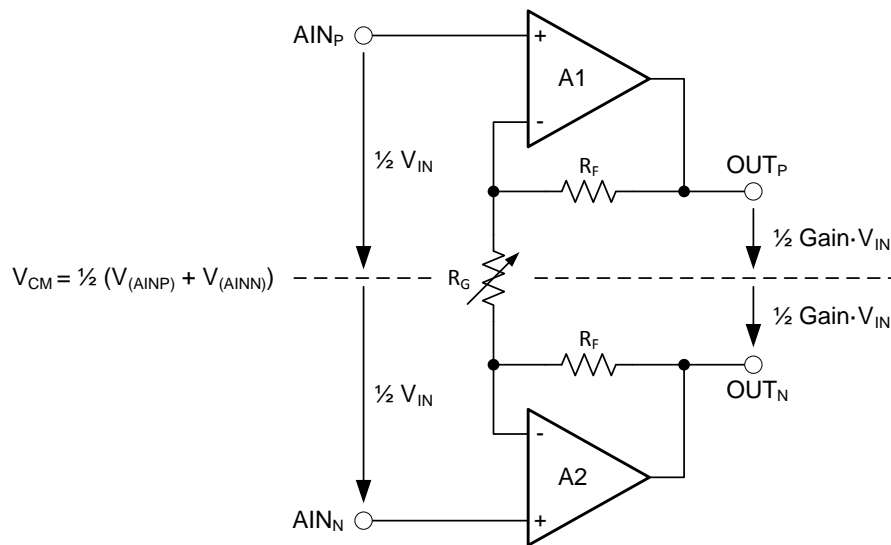 AINP
+
A1
-
½ VIN
RF
OUTP
½ Gain·VIN
VCM = ½ (V(AINP) + V(AINN))
RG
½ Gain·VIN
RF
½ VIN
OUTN
-
A2
AINN
+